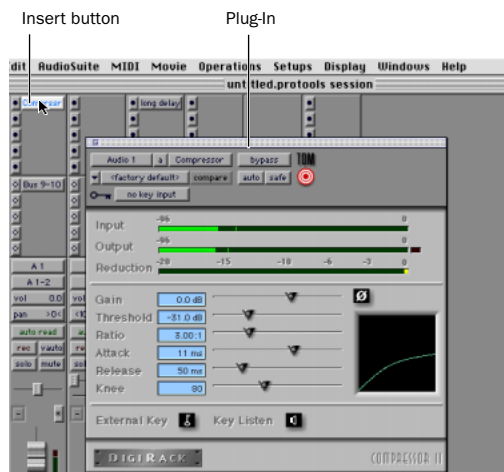 Insert button Plug-In
dit AudioSuite MIDI Movie Operations Setups Display Windows Help
untitled.protools session
long delay
Audio 1 a Compressor bypass TDM
<factory default> compare auto safe
no key input
Bus 9-10
Input -96 0
Output -96 0
Reduction -20 -15 -10 -6 -3 0
A 1
A 1-2
vol 0.0 vol
pan >0<
auto read
rec vauto rec
solo mute
Gain 0.0 dB
Threshold -31.0 dB
Ratio 3.00:1
Attack 11 ms
Release 50 ms
Knee 80
Ø
External Key Key Listen
DIGIRACK COMPRESSOR II